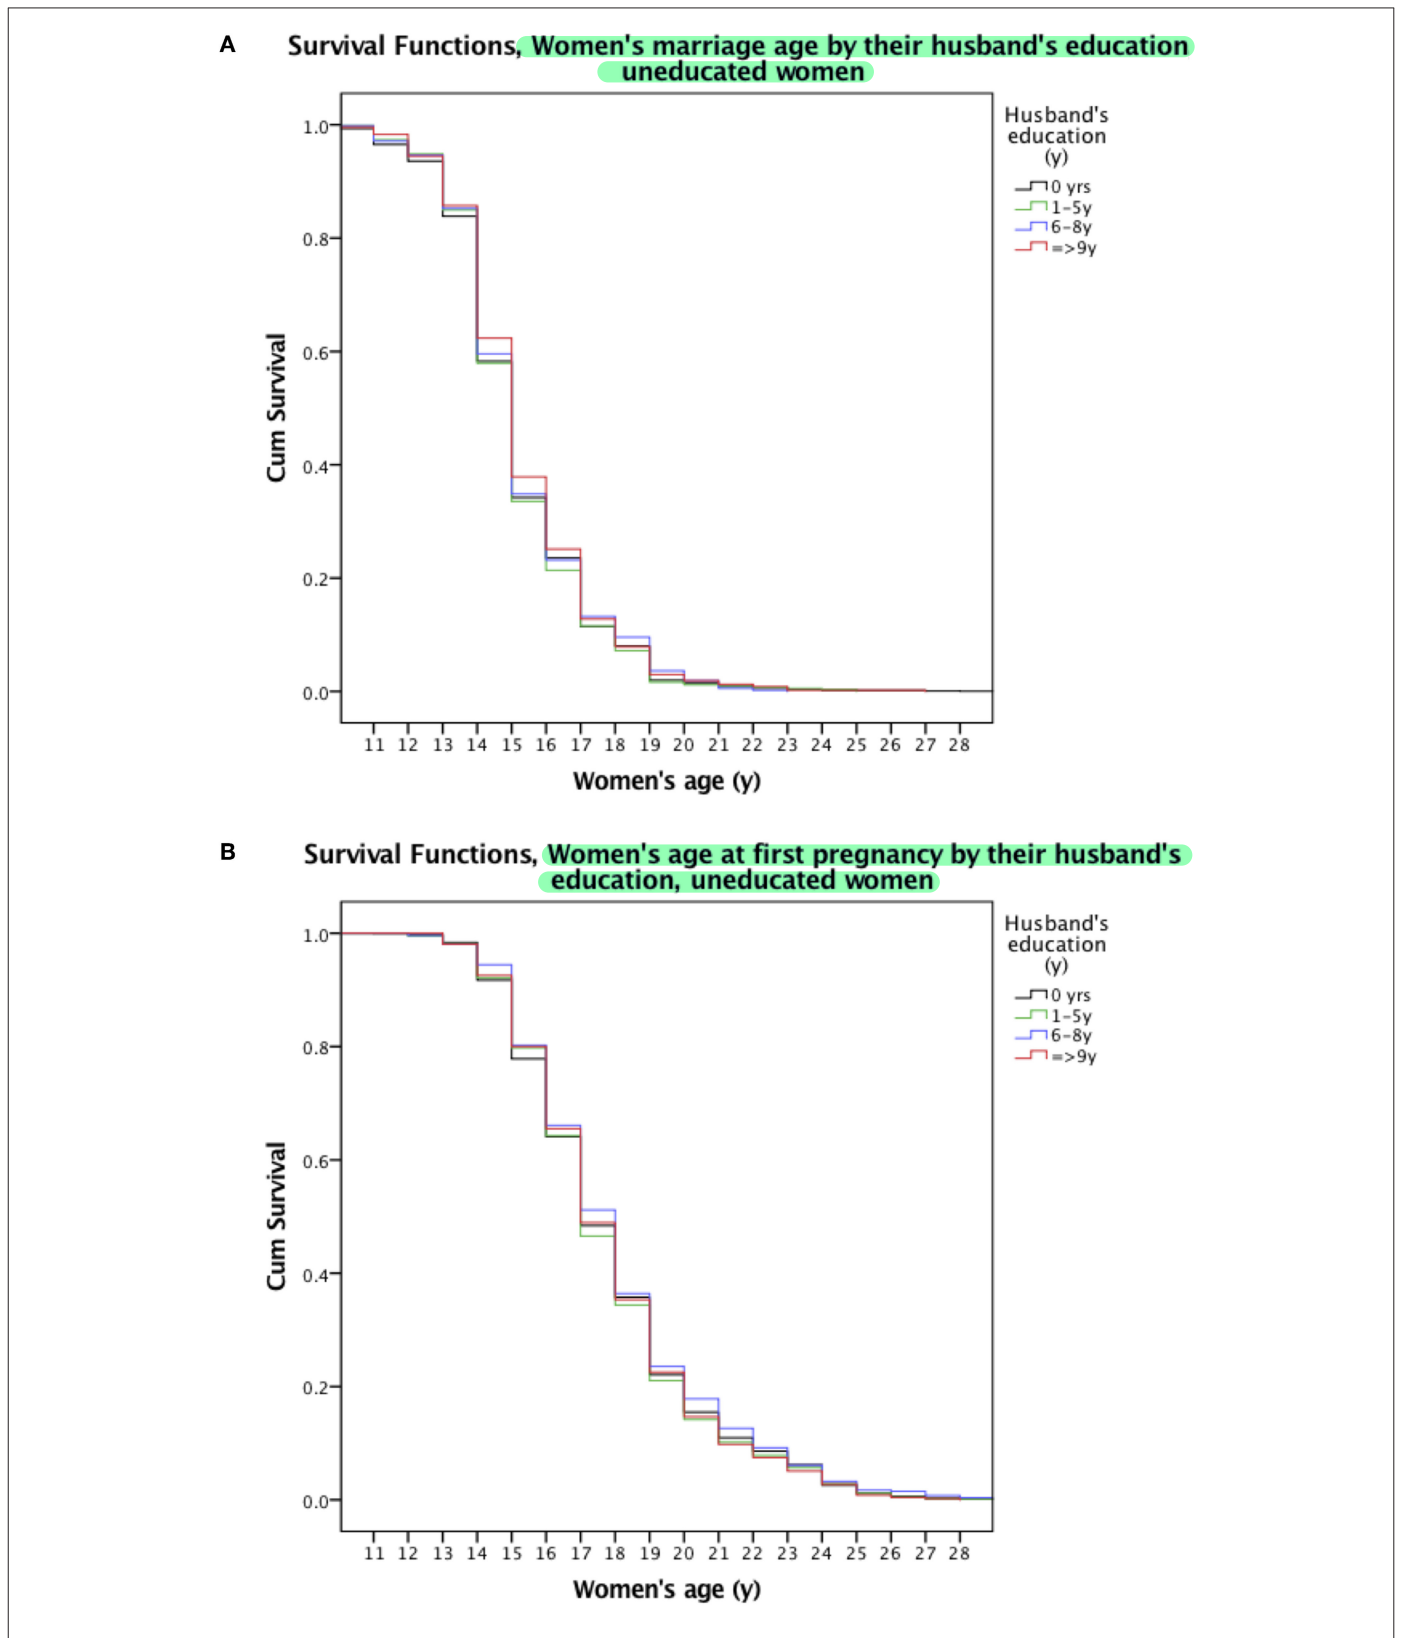 A
Survival Functions, Women's marriage age by their husband's education
uneducated women
Husband's
education
(y)
0 yrs
1-5y
6-8y
=>9y
1.0
0.8
0.6
0.4
0.2
0.0
Cum Survival
11 12 13 14 15 16 17 18 19 20 21 22 23 24 25 26 27 28
Women's age (y)
B
Survival Functions, Women's age at first pregnancy by their husband's
education, uneducated women
Husband's
education
(y)
0 yrs
1-5y
6-8y
=>9y
1.0
0.8
0.6
0.4
0.2
0.0
Cum Survival
11 12 13 14 15 16 17 18 19 20 21 22 23 24 25 26 27 28
Women's age (y)